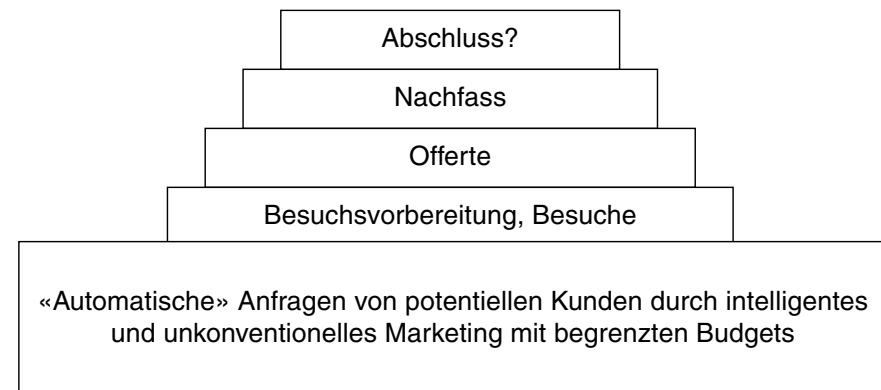 Abschluss?
Nachfass
Offerte
Besuchsvorbereitung, Besuche
«Automatische» Anfragen von potentiellen Kunden durch intelligentes
und unkonventionelles Marketing mit begrenzten Budgets